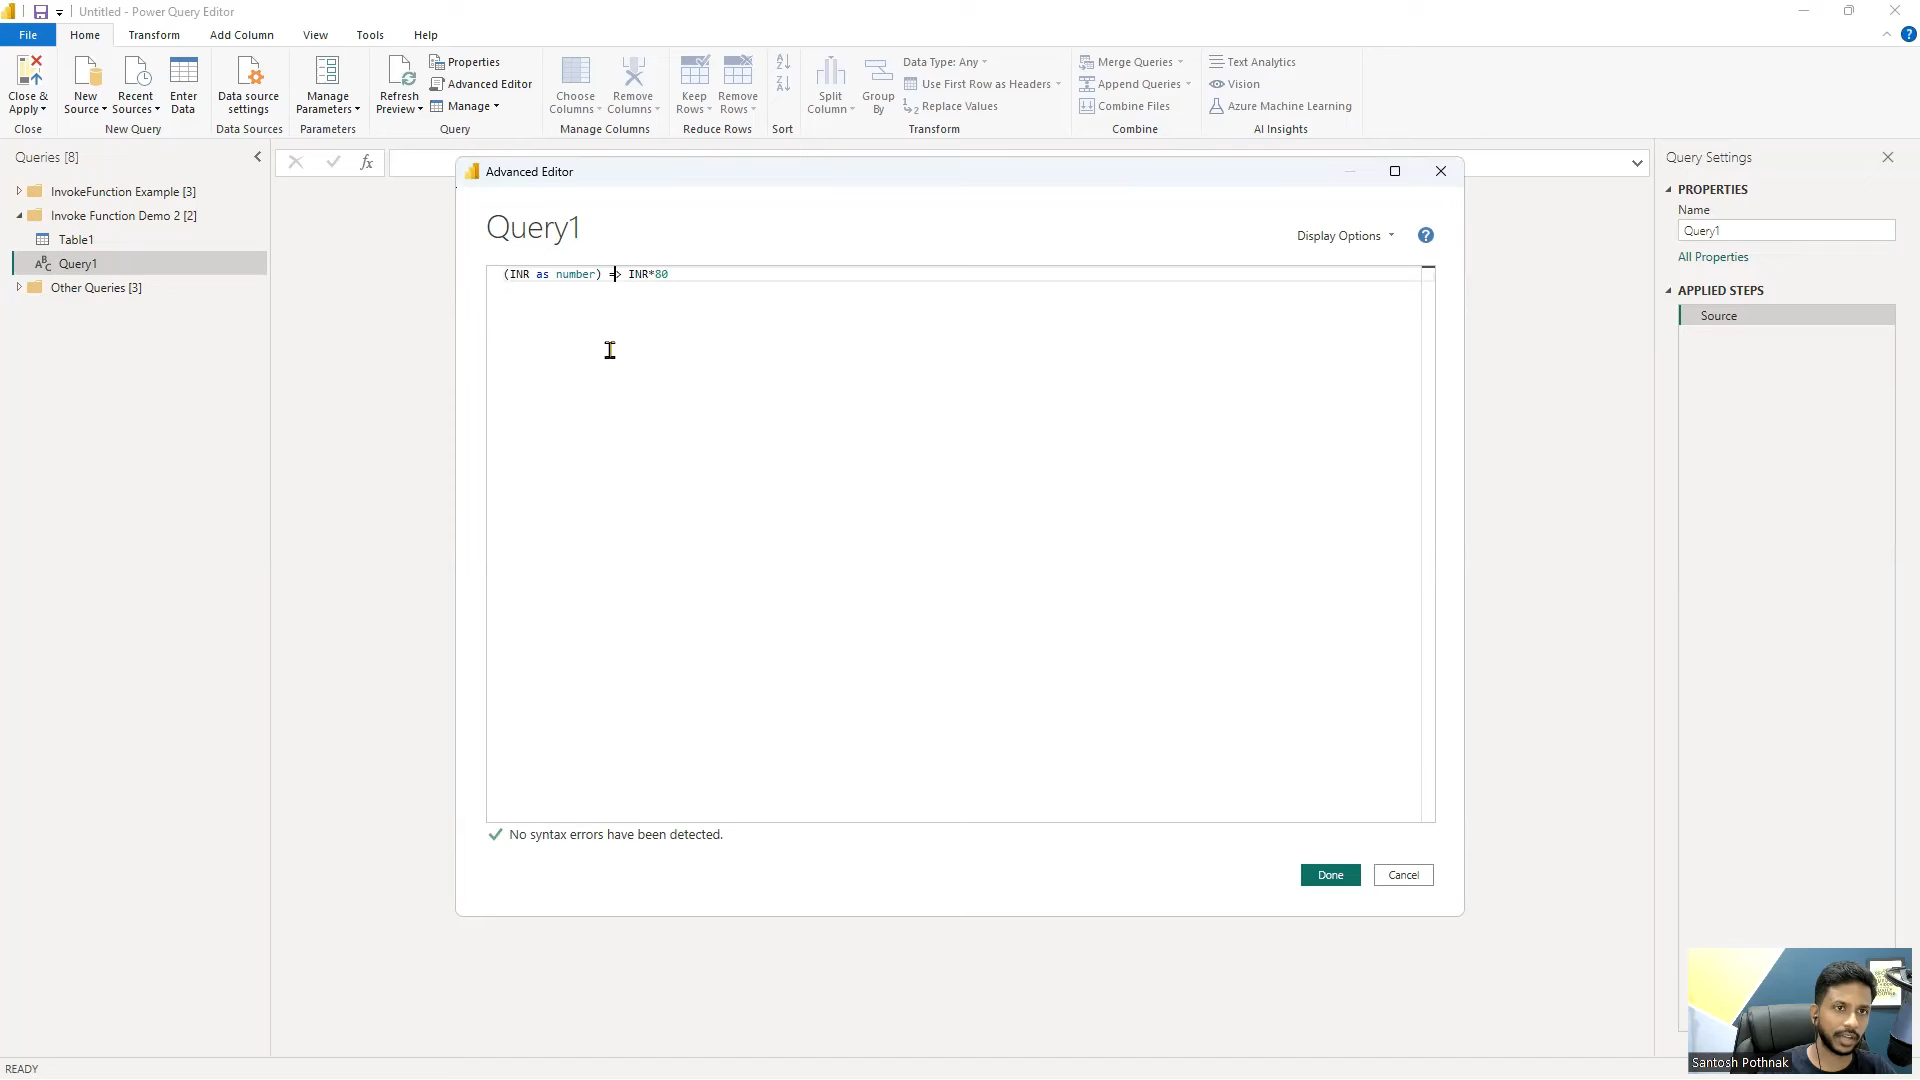 Untitled - Power Query Editor
File
Home
Transform
Add Column
View
Tools
Help
Close &
Apply
New
Source
Recent
Sources
Enter
Data
Data source
settings
Manage
Parameters
Refresh
Preview
Properties
Advanced Editor
Manage
Choose
Columns
Remove
Columns
Keep
Rows
Remove
Rows
Split
Column
Group
By
Data Type: Any
Use First Row as Headers
Replace Values
Merge Queries
Append Queries
Combine Files
Text Analytics
Vision
Azure Machine Learning
Close
New Query
Data Sources
Parameters
Query
Manage Columns
Reduce Rows
Sort
Transform
Combine
AI Insights
Queries [8]
InvokeFunction Example [3]
Invoke Function Demo 2 [2]
Table1
Query1
Other Queries [3]
Advanced Editor
Query1
Display Options
(INR as number) => INR*80
No syntax errors have been detected.
Done
Cancel
Query Settings
PROPERTIES
Name
Query1
All Properties
APPLIED STEPS
Source
READY
Santosh Pothnak